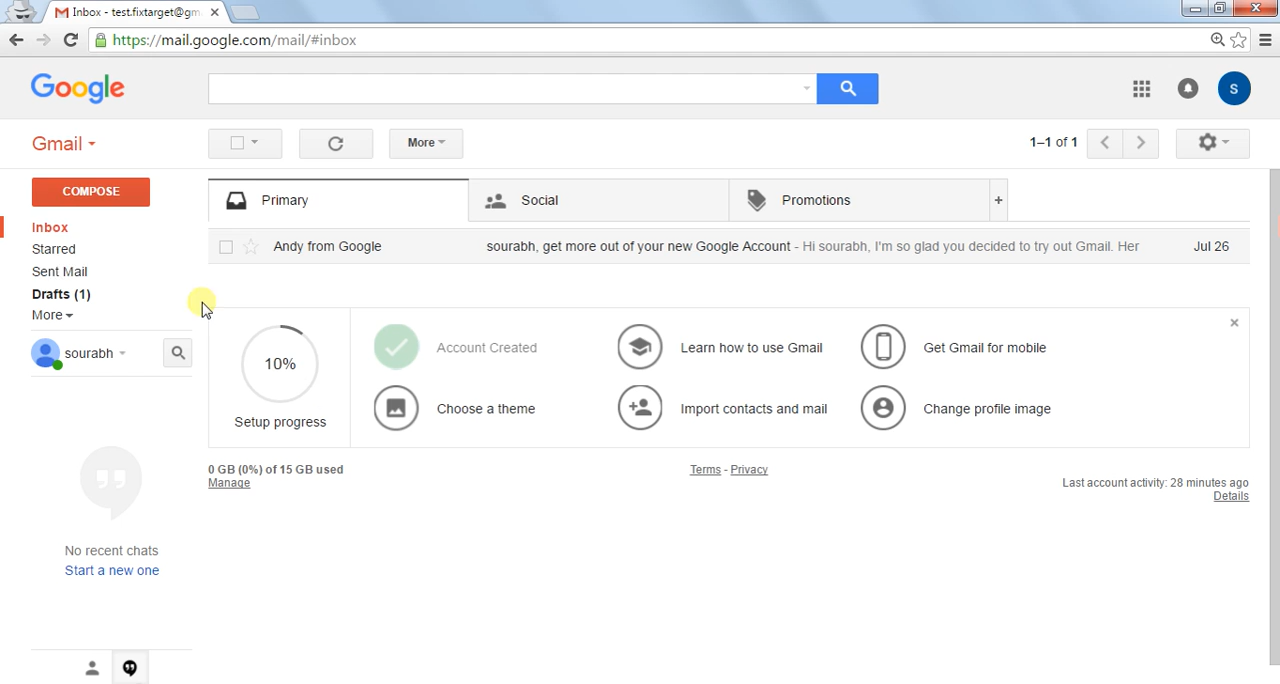 Inbox - test.fixtarget@gm
https://mail.google.com/mail/#inbox
Google
S
Gmail
More
1–1 of 1
COMPOSE
Primary
Social
Promotions
+
Inbox
Starred
Sent Mail
Drafts (1)
More
Andy from Google
sourabh, get more out of your new Google Account - Hi sourabh, I'm so glad you decided to try out Gmail. Her
Jul 26
sourabh
10%
Setup progress
Account Created
Learn how to use Gmail
Get Gmail for mobile
Choose a theme
Import contacts and mail
Change profile image
0 GB (0%) of 15 GB used
Manage
Terms - Privacy
Last account activity: 28 minutes ago
Details
No recent chats
Start a new one